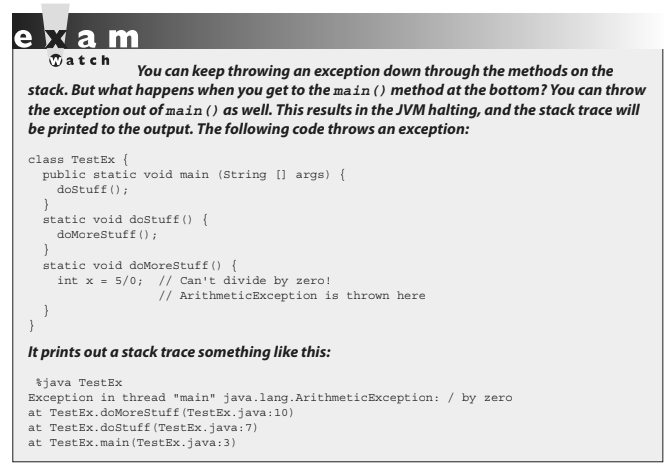 exam
watch
You can keep throwing an exception down through the methods on the
stack. But what happens when you get to the main() method at the bottom? You can throw
the exception out of main() as well. This results in the JVM halting, and the stack trace will
be printed to the output. The following code throws an exception:
class TestEx {
  public static void main (String [] args) {
    doStuff();
  }
  static void doStuff() {
    doMoreStuff();
  }
  static void doMoreStuff() {
    int x = 5/0;  // Can't divide by zero!
                  // ArithmeticException is thrown here
  }
}
It prints out a stack trace something like this:
%java TestEx
Exception in thread "main" java.lang.ArithmeticException: / by zero
at TestEx.doMoreStuff(TestEx.java:10)
at TestEx.doStuff(TestEx.java:7)
at TestEx.main(TestEx.java:3)